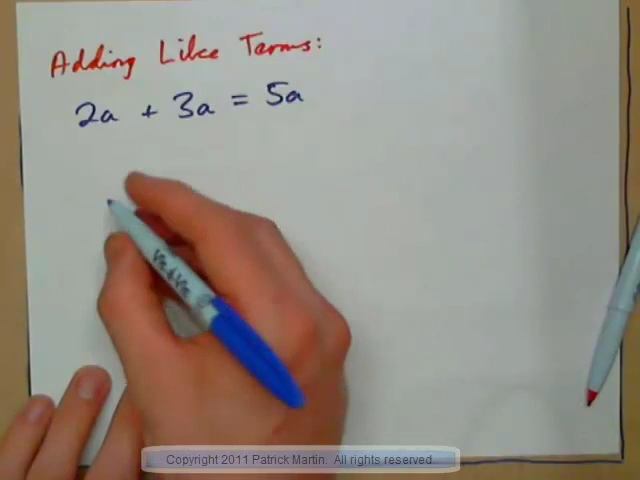 Adding Like Terms:
2a + 3a = 5a
Copyright 2011 Patrick Martin. All rights reserved.